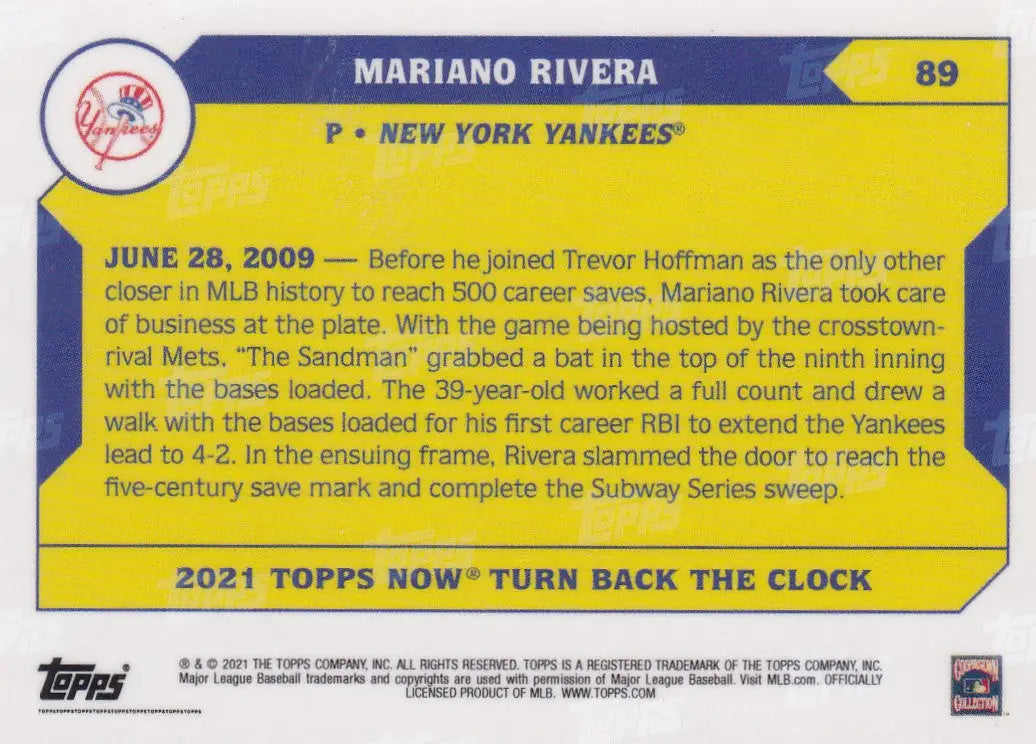 Yankees
MARIANO RIVERA
89
P • NEW YORK YANKEES®
JUNE 28, 2009 — Before he joined Trevor Hoffman as the only other
closer in MLB history to reach 500 career saves, Mariano Rivera took care
of business at the plate. With the game being hosted by the crosstown-
rival Mets, “The Sandman” grabbed a bat in the top of the ninth inning
with the bases loaded. The 39-year-old worked a full count and drew a
walk with the bases loaded for his first career RBI to extend the Yankees
lead to 4-2. In the ensuing frame, Rivera slammed the door to reach the
five-century save mark and complete the Subway Series sweep.
2021 TOPPS NOW® TURN BACK THE CLOCK
Topps®
® & © 2021 THE TOPPS COMPANY, INC. ALL RIGHTS RESERVED. TOPPS IS A REGISTERED TRADEMARK OF THE TOPPS COMPANY, INC.
Major League Baseball trademarks and copyrights are used with permission of Major League Baseball. Visit MLB.com. OFFICIALLY
LICENSED PRODUCT OF MLB. WWW.TOPPS.COM
COOPERSTOWN
COLLECTION